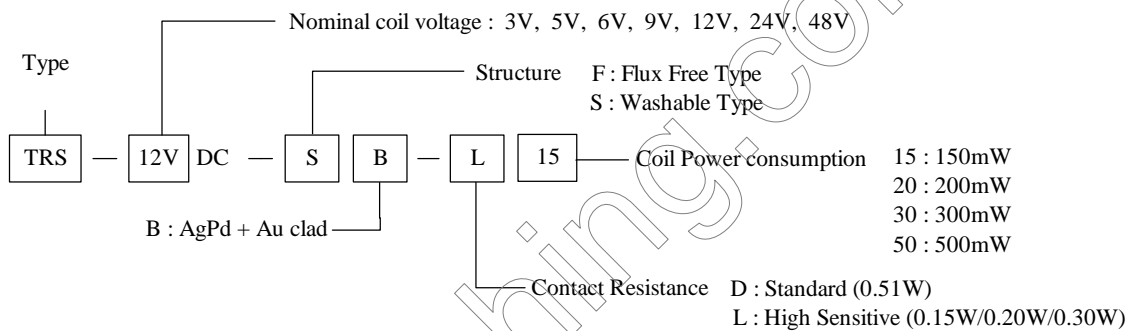 Nominal coil voltage : 3V, 5V, 6V, 9V, 12V, 24V, 48V
Type
Structure F : Flux Free Type
S : Washable Type
TRS — 12V DC — S B — L 15 Coil Power consumption 15 : 150mW
20 : 200mW
30 : 300mW
50 : 500mW
B : AgPd + Au clad
Contact Resistance D : Standard (0.51W)
L : High Sensitive (0.15W/0.20W/0.30W)
hing.co